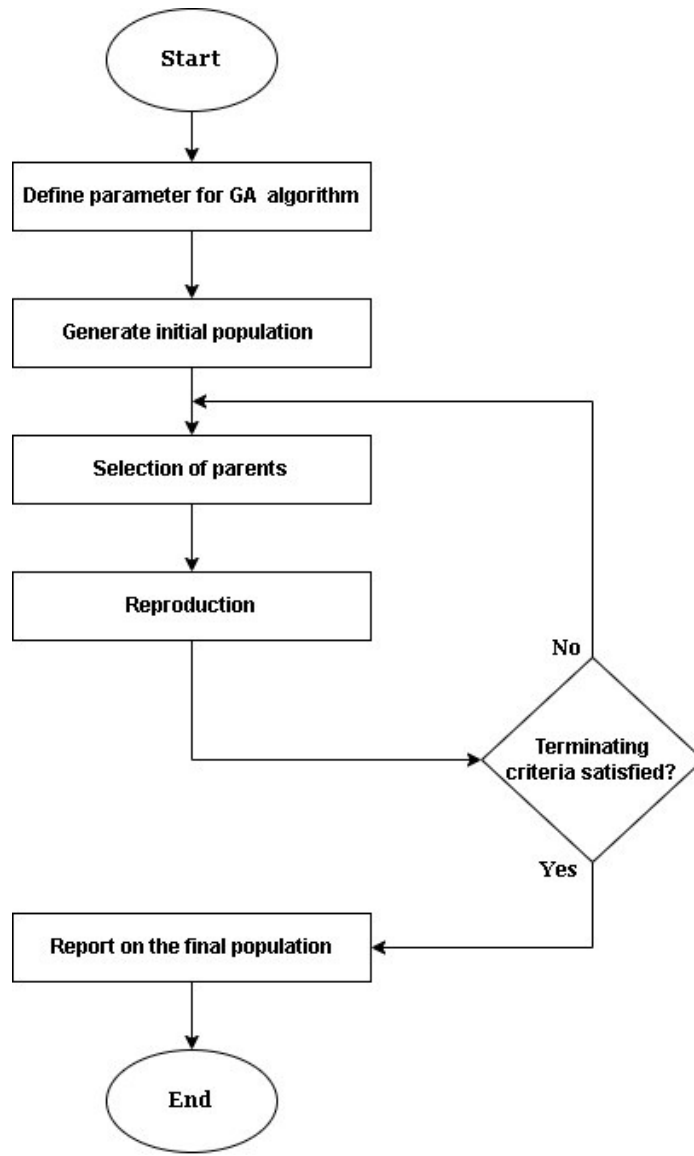 Start
Define parameter for GA algorithm
Generate initial population
Selection of parents
Reproduction
No
Terminating
criteria satisfied?
Yes
Report on the final population
End